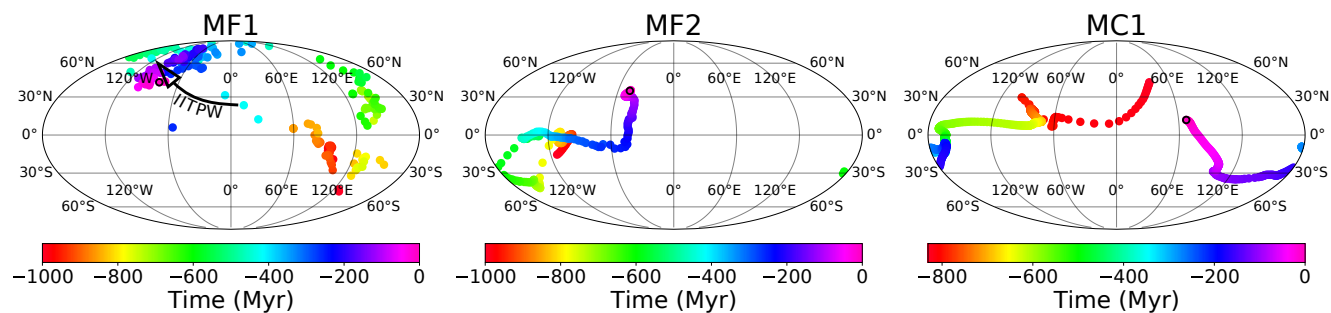 MF1 MF2 MC1
60°N 60°N 60°N 60°N 60°N 60°N
120°W 0° 60°E 120°E 120°W 60°W 0° 60°E 120°E 120°W 60°W 0° 60°E 120°E
30°N 30°N 30°N 30°N 30°N 30°N
IITPW
0° 0° 0° 0° 0° 0°
30°S 30°S 30°S 30°S 30°S 30°S
120°W 0° 60°E 120°E 120°W 60°W 0° 60°E 120°E 120°W 60°W 0° 60°E 120°E
60°S 60°S 60°S 60°S 60°S 60°S
−1000 −800 −600 −400 −200 0 −1000 −800 −600 −400 −200 0 −800 −600 −400 −200 0
Time (Myr) Time (Myr) Time (Myr)